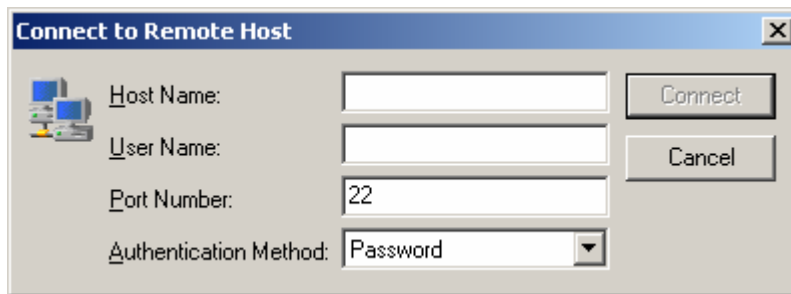 Connect to Remote Host
Host Name:
Connect
User Name:
Cancel
Port Number: 22
Authentication Method: Password